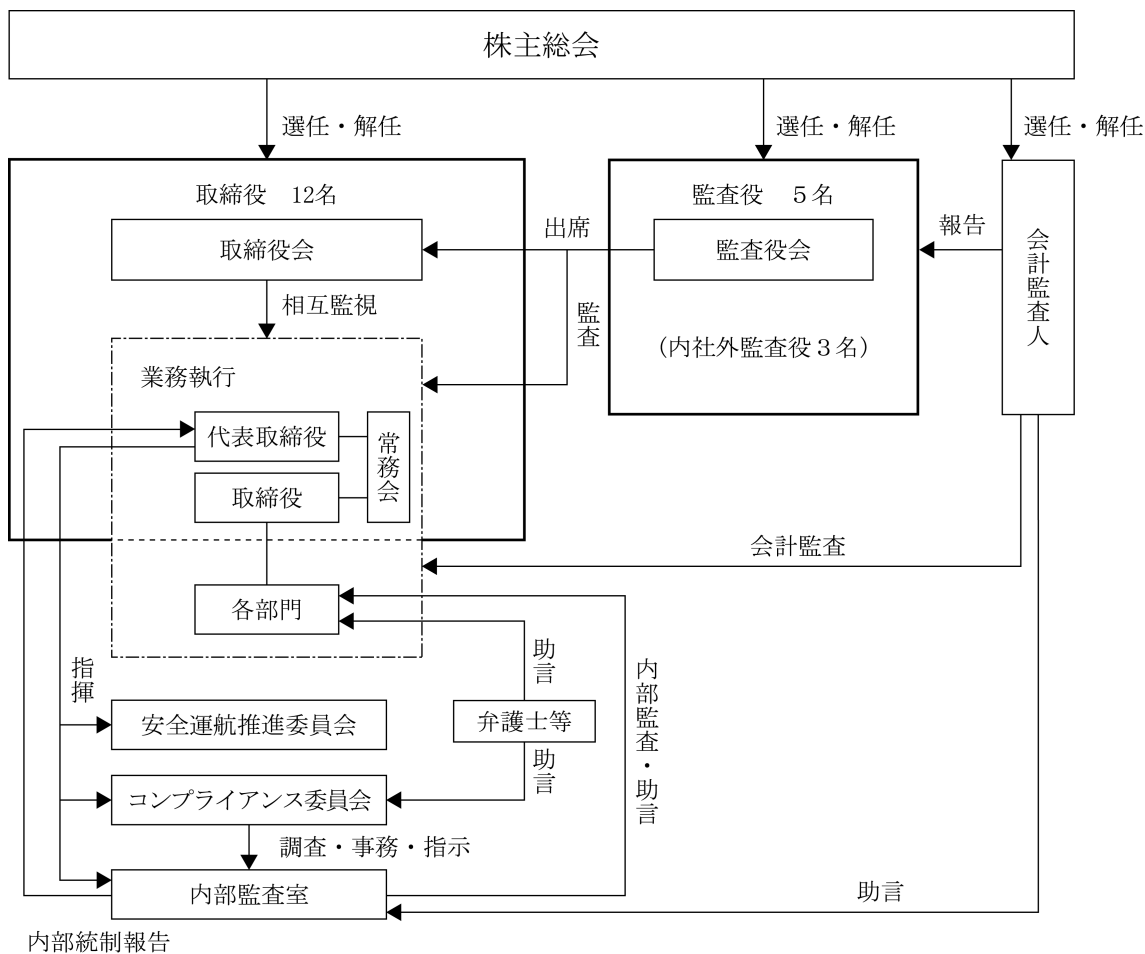 株主総会
選任・解任
選任・解任
選任・解任
取締役 12名
監査役 5名
取締役会
出席
監査役会
報告
会計監査人
相互監視
監査
(内社外監査役3名)
業務執行
代表取締役
常務会
取締役
会計監査
各部門
助言
内部監査・助言
指揮
安全運航推進委員会
弁護士等
助言
コンプライアンス委員会
調査・事務・指示
内部監査室
助言
内部統制報告